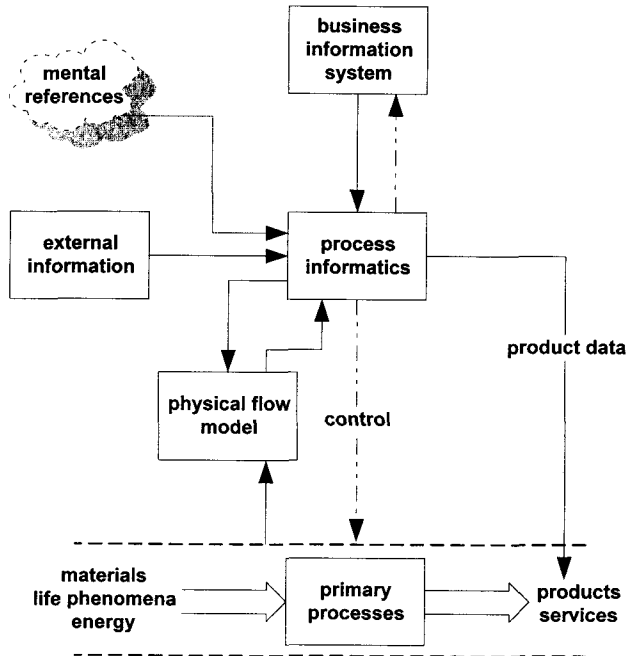 business
information
system
mental
references
external
information
process
informatics
product data
physical flow
model
control
materials
life phenomena
energy
primary
processes
products
services